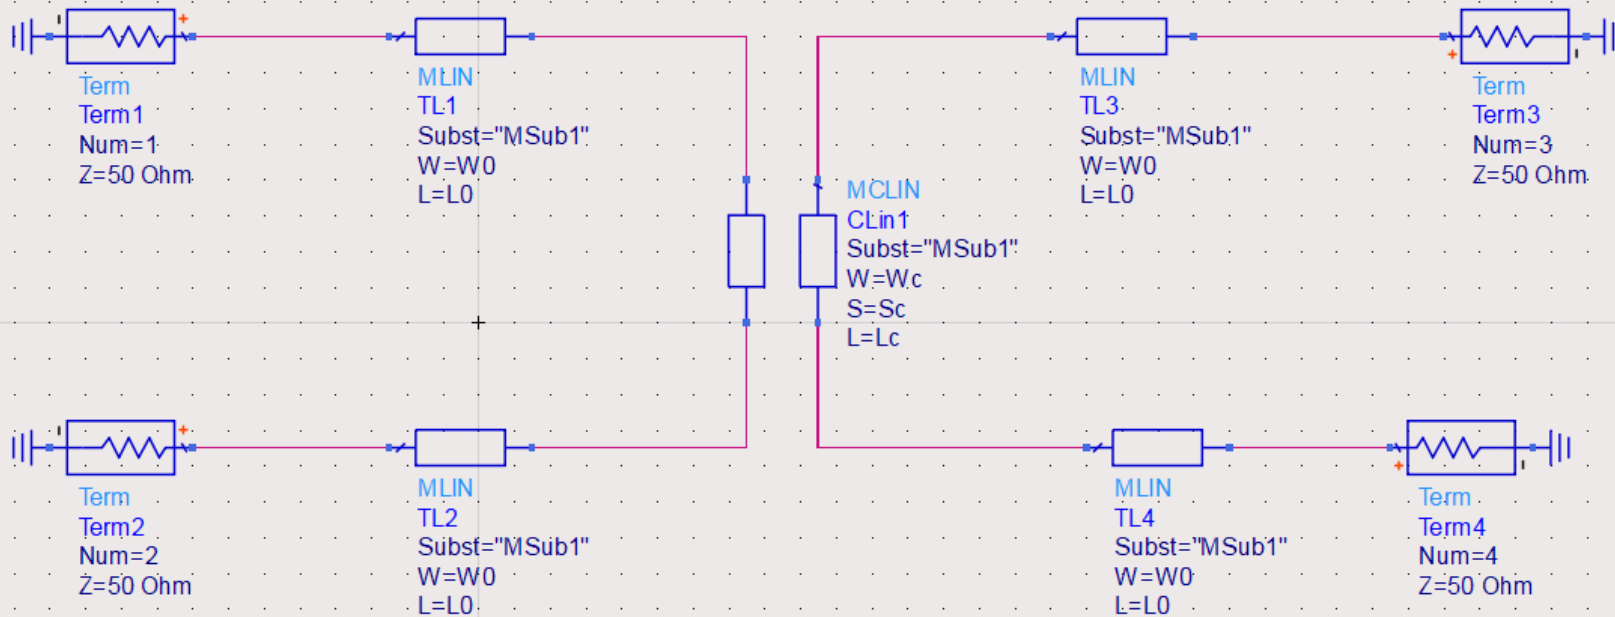 Term
Term1
Num=1
Z=50 Ohm
MLIN
TL1
Subst="MSub1"
W=W0
L=L0
MLIN
TL3
Subst="MSub1"
W=W0
L=L0
Term
Term3
Num=3
Z=50 Ohm
MCLIN
CLin1
Subst="MSub1"
W=Wc
S=Sc
L=Lc
Term
Term2
Num=2
Z=50 Ohm
MLIN
TL2
Subst="MSub1"
W=W0
L=L0
MLIN
TL4
Subst="MSub1"
W=W0
L=L0
Term
Term4
Num=4
Z=50 Ohm